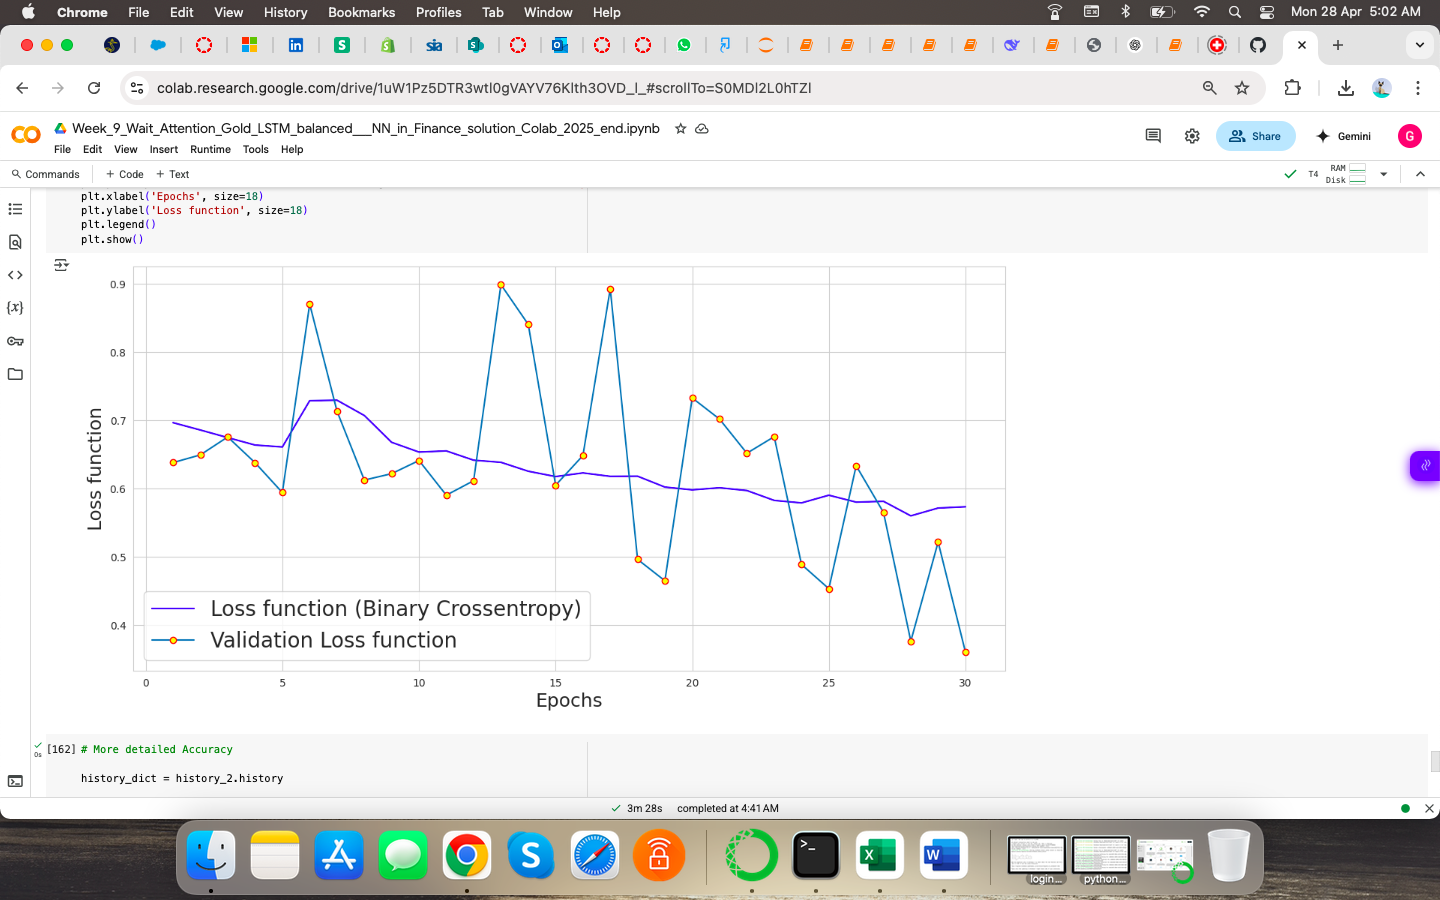 Chrome File Edit View History Bookmarks Profiles Tab Window Help Mon 28 Apr 5:02 AM
colab.research.google.com/drive/1uW1Pz5DTR3wtI0gVAYV76Klth3OVD_l_#scrollTo=S0MDl2L0hTZl
Week_9_Wait_Attention_Gold_LSTM_balanced___NN_in_Finance_solution_Colab_2025_end.ipynb
Share Gemini G
File Edit View Insert Runtime Tools Help
Commands + Code + Text
T4 RAM
Disk
plt.xlabel('Epochs', size=18)
plt.ylabel('Loss function', size=18)
plt.legend()
plt.show()
0.9
0.8
0.7
0.6
0.5
0.4
Loss function
Loss function (Binary Crossentropy)
Validation Loss function
0 5 10 15 20 25 30
Epochs
[162] # More detailed Accuracy
0s
history_dict = history_2.history
3m 28s completed at 4:41 AM
login...
python...